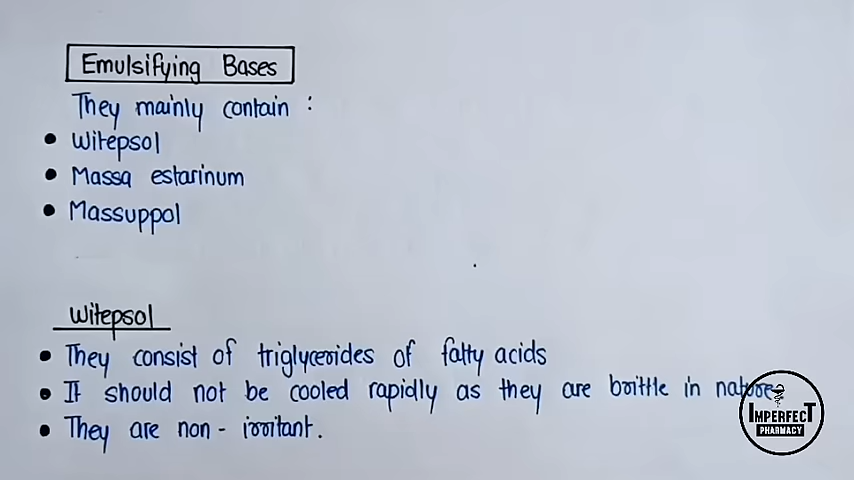 Emulsifying Bases
They mainly contain :
• Witepsol
• Massa estarinum
• Massuppol
Witepsol
• They consist of triglycerides of fatty acids
• It should not be cooled rapidly as they are brittle in nature.
• They are non - irritant.
IMPERFECT
PHARMACY